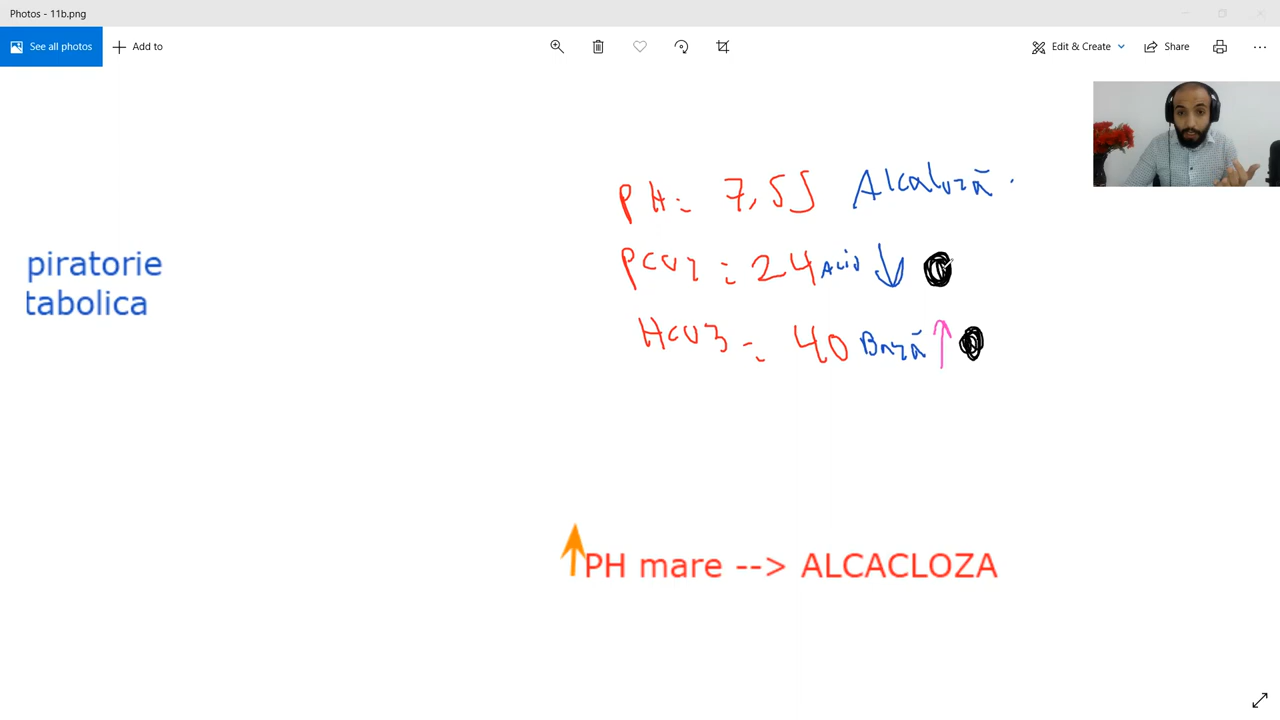 Photos - 11b.png
See all photos
Add to
Edit & Create
Share
PH = 7,55 Alcaloză.
PCO2 = 24 Acid ↓
piratorie
tabolica
HCO3 = 40 Bază ↑
PH mare --> ALCACLOZA